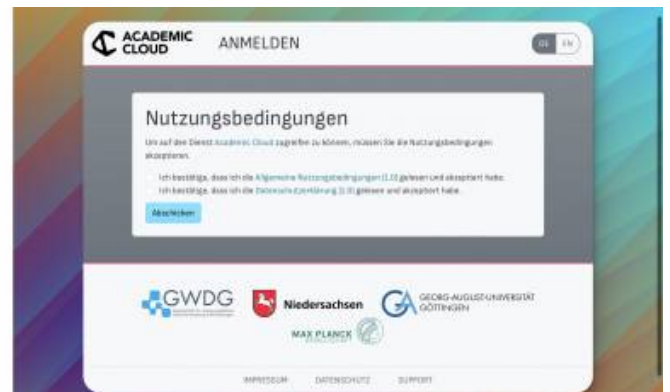 ACADEMIC CLOUD
ANMELDEN
DE EN
Nutzungsbedingungen
Um auf den Dienst Academic Cloud zugreifen zu können, müssen Sie die Nutzungsbedingungen
akzeptieren.
Ich bestätige, dass ich die Allgemeine Nutzungsbedingungen (1.0) gelesen und akzeptiert habe.
Ich bestätige, dass ich die Datenschutzerklärung (1.0) gelesen und akzeptiert habe.
Abschicken
GWDG
Niedersachsen
GEORG-AUGUST-UNIVERSITÄT
GÖTTINGEN
MAX PLANCK
IMPRESSUM DATENSCHUTZ SUPPORT